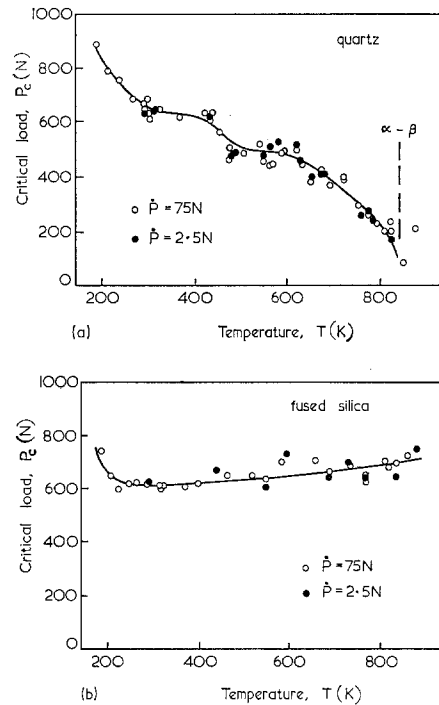 1000
quartz
800
600
α – β
400
○ Ṗ = 75N
200
● Ṗ = 2·5N
0
Critical load, Pc (N)
200 400 600 800
(a) Temperature, T (K)
1000
fused silica
800
600
400
○ Ṗ = 75N
● Ṗ = 2·5N
200
0
Critical load, Pc (N)
200 400 600 800
(b) Temperature, T (K)